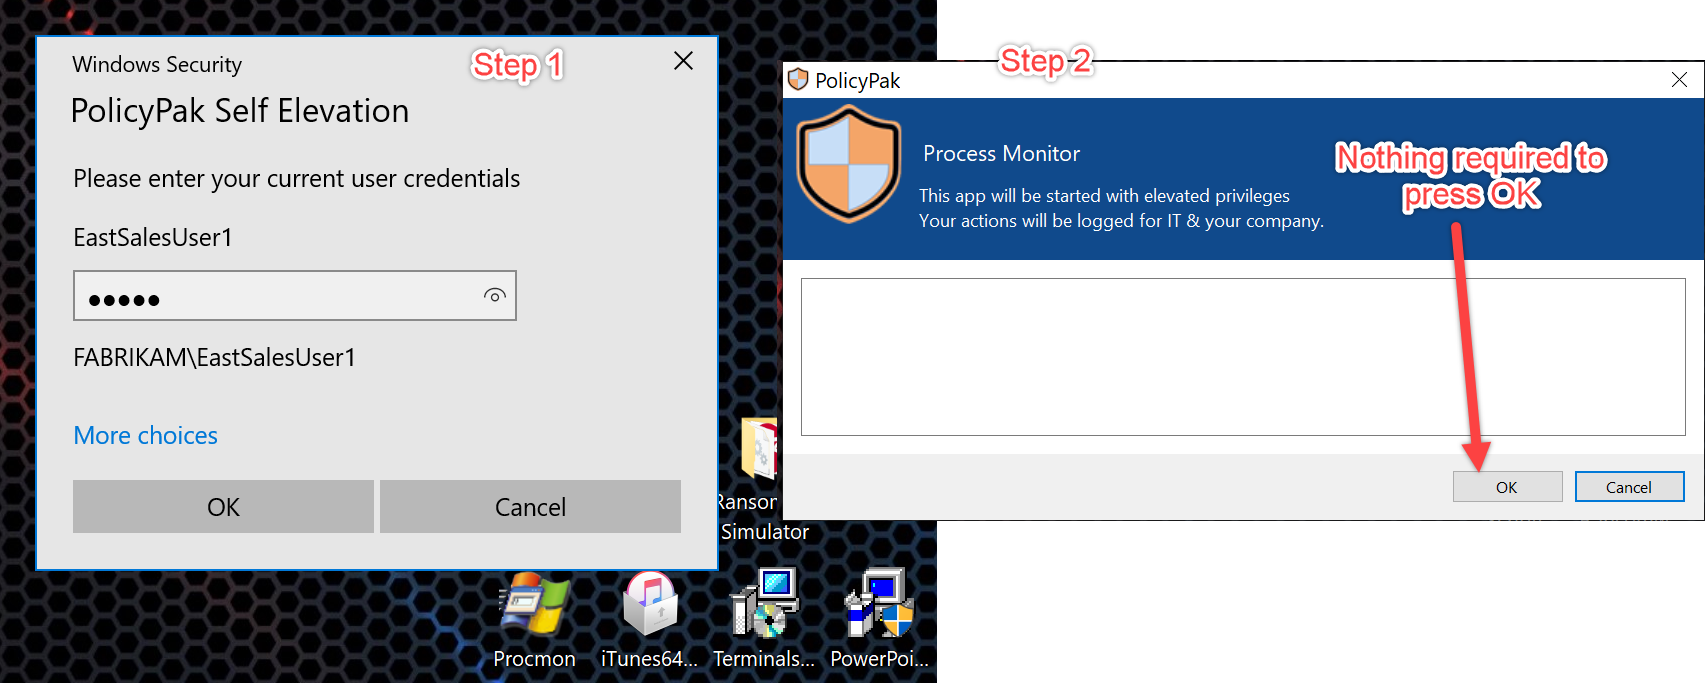 Step 1
Windows Security
PolicyPak Self Elevation
Please enter your current user credentials
EastSalesUser1
FABRIKAM\EastSalesUser1
More choices
OK
Cancel
Ransom
Simulator
Procmon
iTunes64...
Terminals...
PowerPoi...
Step 2
PolicyPak
Process Monitor
This app will be started with elevated privileges
Your actions will be logged for IT & your company.
Nothing required to
press OK
OK
Cancel